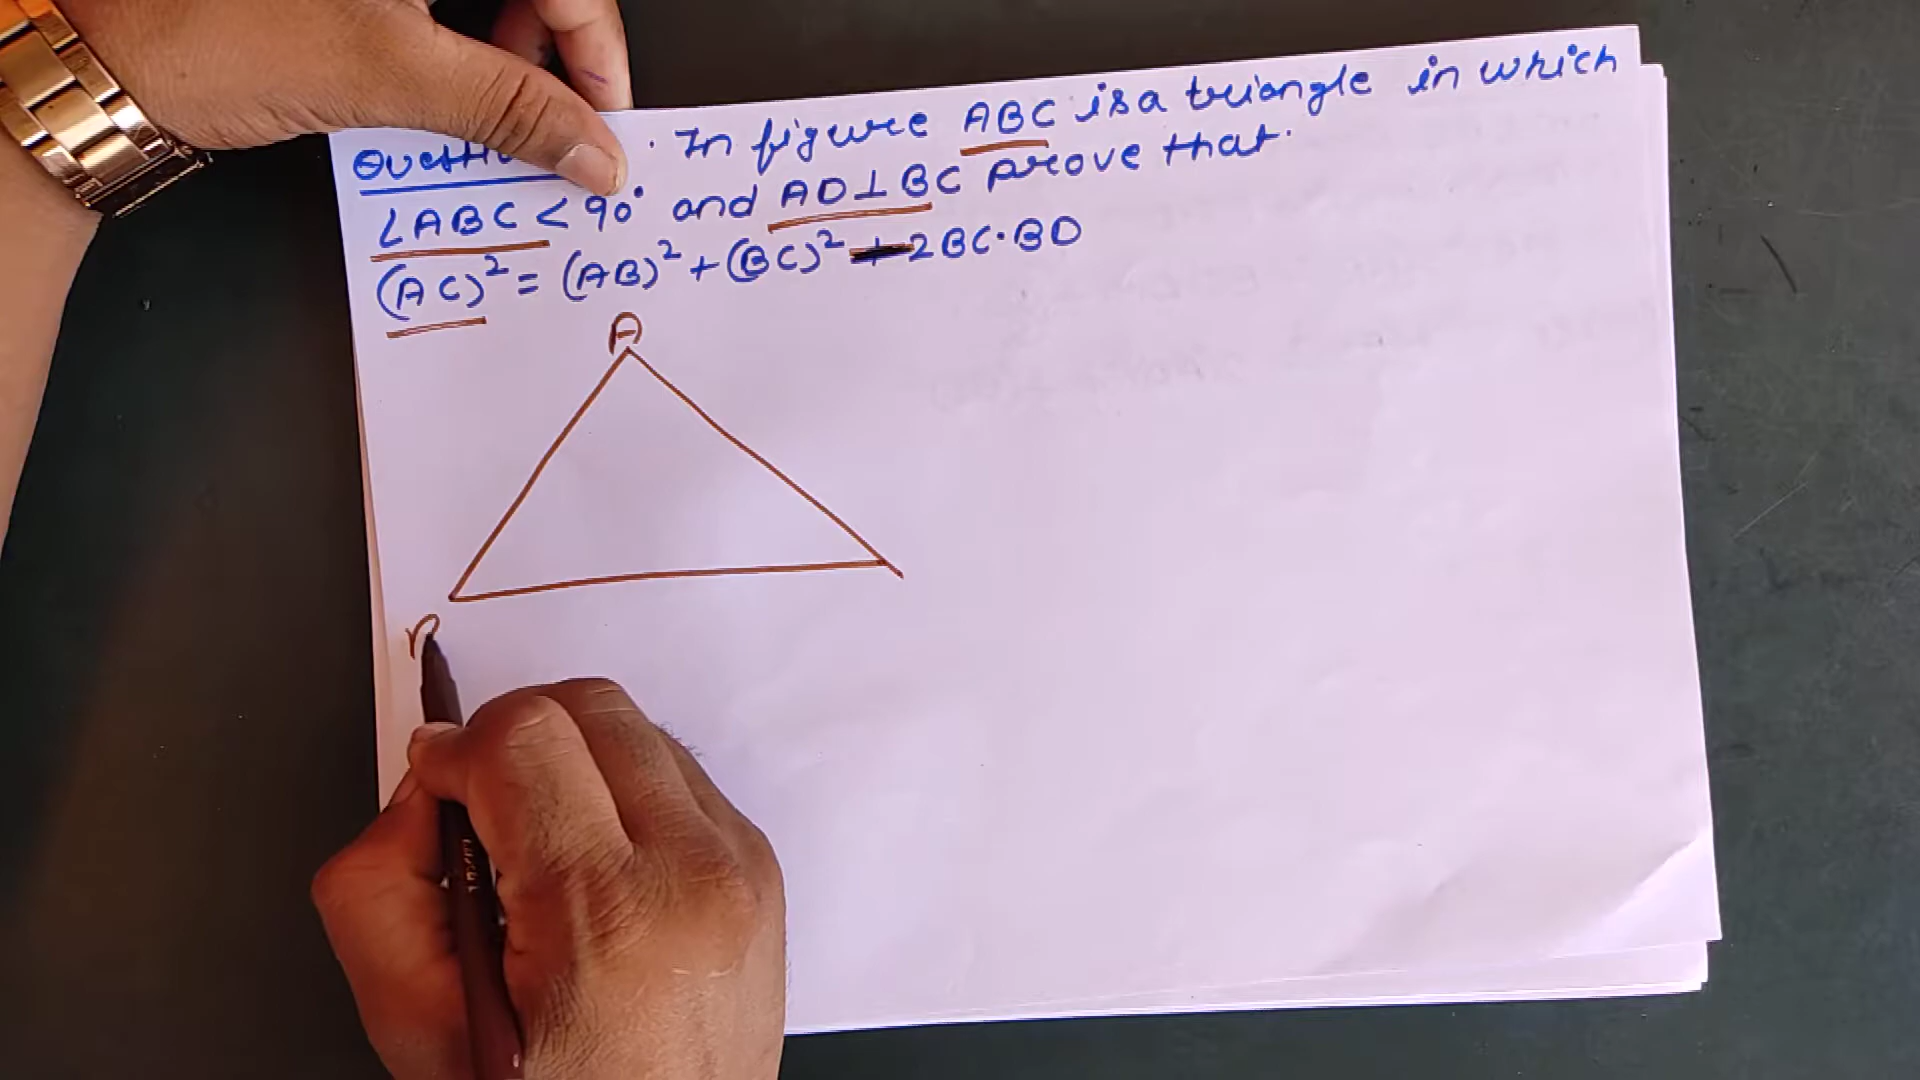 . In figure ABC is a triangle in which
∠ABC < 90° and AD⊥BC prove that.
(AC)² = (AB)² + (BC)² - 2BC·BD
A